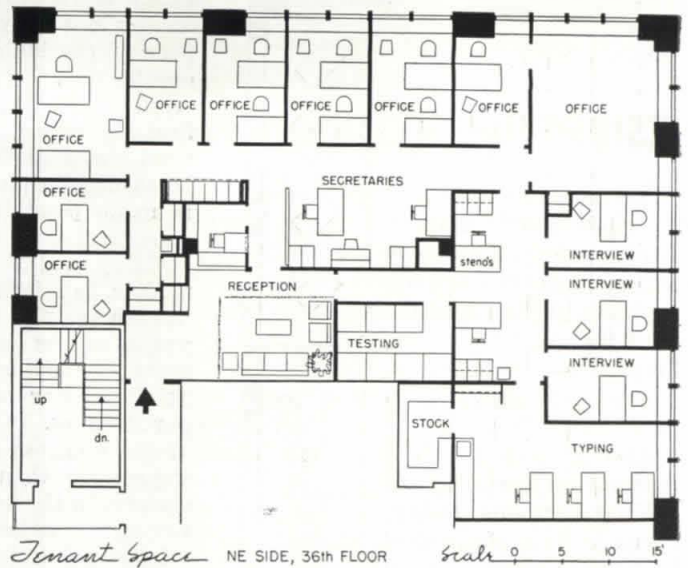 OFFICE
OFFICE
OFFICE
OFFICE
OFFICE
OFFICE
OFFICE
OFFICE
SECRETARIES
OFFICE
steno's
INTERVIEW
RECEPTION
INTERVIEW
TESTING
INTERVIEW
up
dn.
STOCK
TYPING
Tenant Space NE SIDE, 36th FLOOR Scale 0 5 10 15'